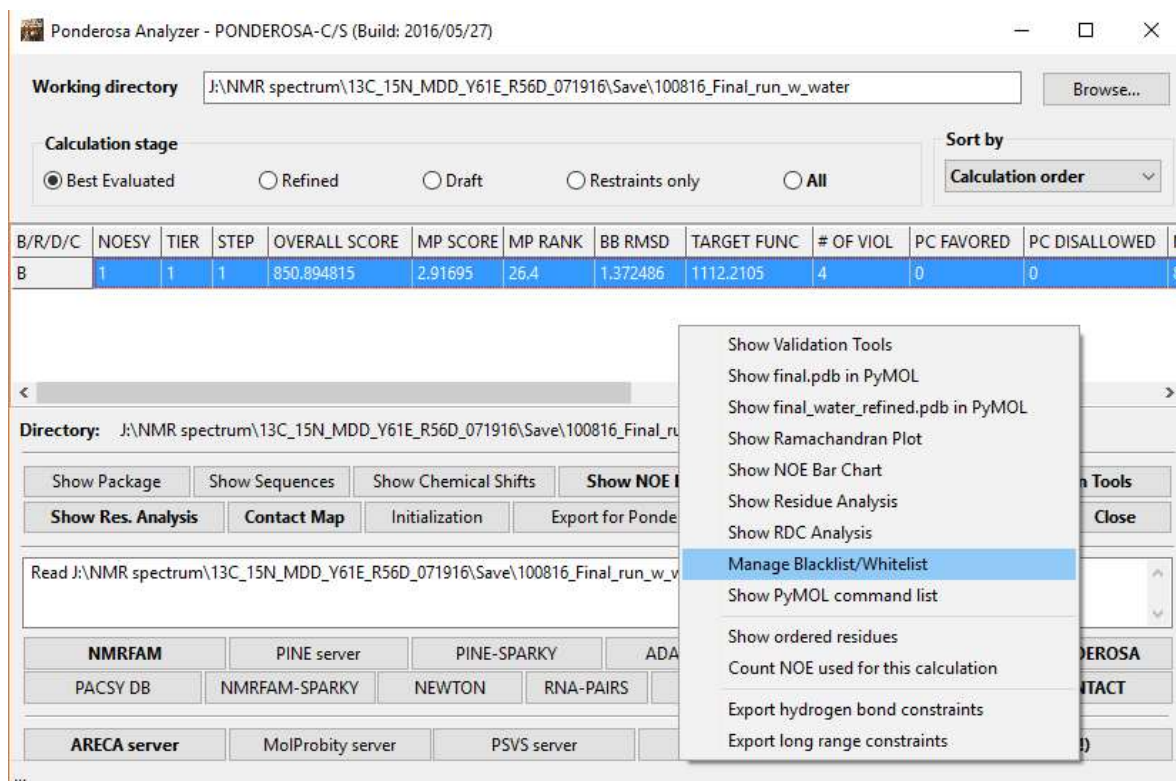 Ponderosa Analyzer - PONDEROSA-C/S (Build: 2016/05/27)
Working directory J:\NMR spectrum\13C_15N_MDD_Y61E_R56D_071916\Save\100816_Final_run_w_water Browse...
Calculation stage Sort by
Best Evaluated Refined Draft Restraints only All Calculation order
B/R/D/C NOESY TIER STEP OVERALL SCORE MP SCORE MP RANK BB RMSD TARGET FUNC # OF VIOL PC FAVORED PC DISALLOWED
B 1 1 1 850.894815 2.91695 26.4 1.372486 1112.2105 4 0 0
Show Validation Tools
Show final.pdb in PyMOL
Show final_water_refined.pdb in PyMOL
Show Ramachandran Plot
Show NOE Bar Chart
Show Residue Analysis
Show RDC Analysis
Manage Blacklist/Whitelist
Show PyMOL command list
Show ordered residues
Count NOE used for this calculation
Export hydrogen bond constraints
Export long range constraints
Directory: J:\NMR spectrum\13C_15N_MDD_Y61E_R56D_071916\Save\100816_Final_ru
Show Package Show Sequences Show Chemical Shifts Show NOE Tools
Show Res. Analysis Contact Map Initialization Export for Ponde Close
Read J:\NMR spectrum\13C_15N_MDD_Y61E_R56D_071916\Save\100816_Final_run_w_w
NMRFAM PINE server PINE-SPARKY ADA DEROSA
PACSY DB NMRFAM-SPARKY NEWTON RNA-PAIRS NTACT
ARECA server MolProbity server PSVS server